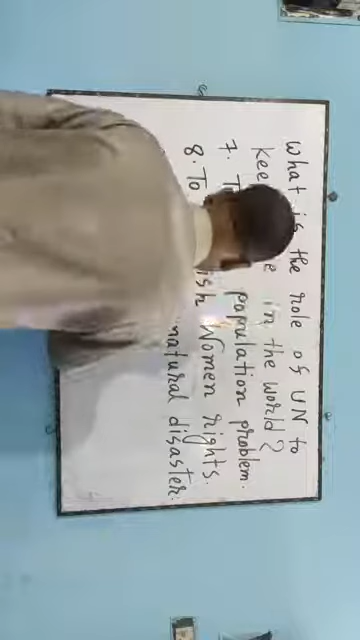 What is the role of UN to
Kee e in the world?
7. T population problem.
8. To ish Women rights.
natural disaster.